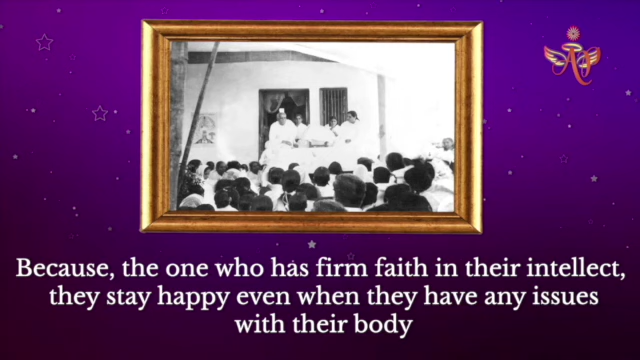 Because, the one who has firm faith in their intellect,
they stay happy even when they have any issues
with their body